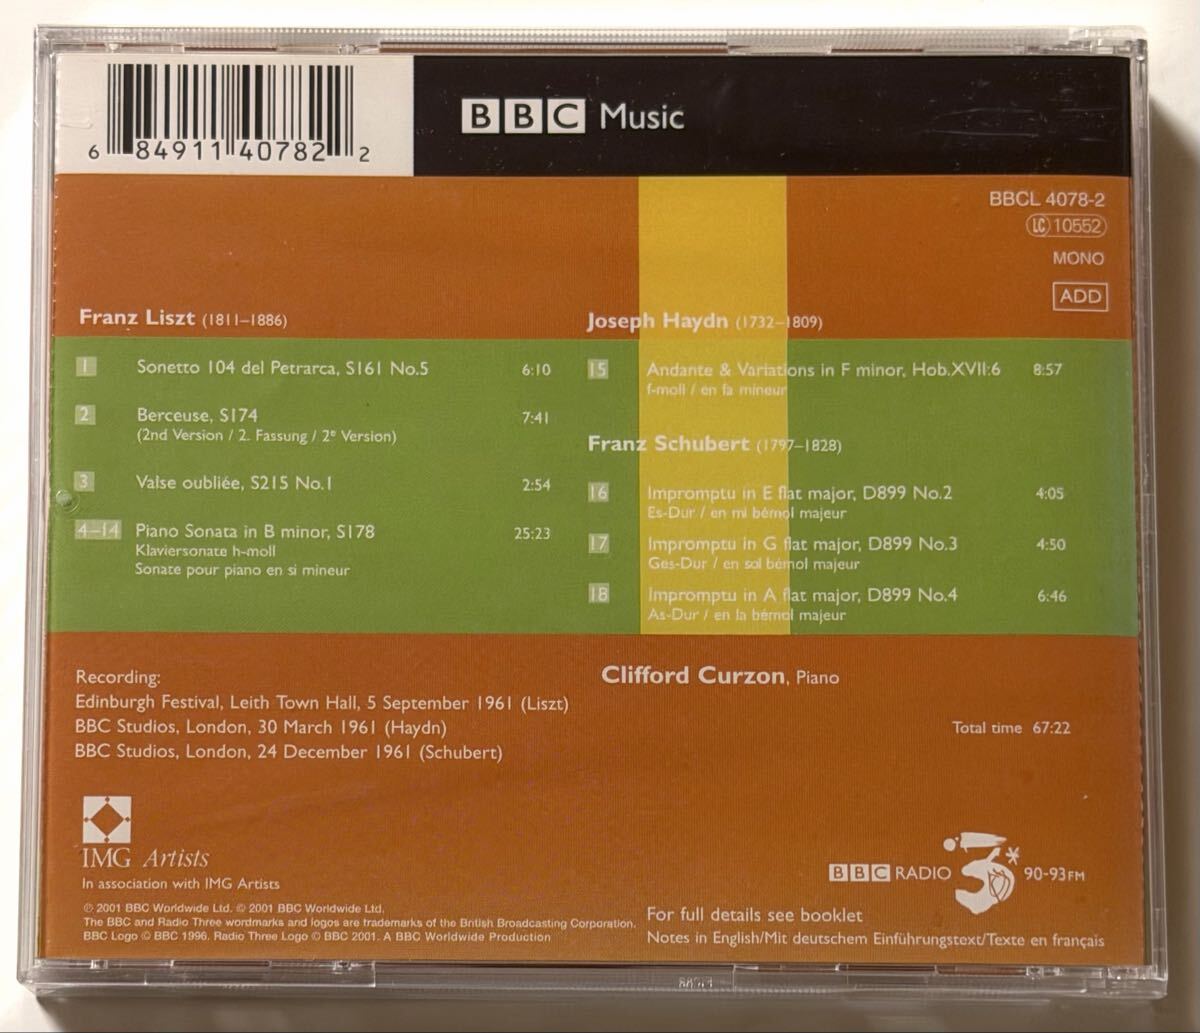 6 84911 40782 2
BBC Music
BBCL 4078-2
LC 10552
MONO
ADD
Franz Liszt (1811–1886)
1 Sonetto 104 del Petrarca, S161 No.5 6:10
2 Berceuse, S174 7:41
(2nd Version / 2. Fassung / 2e Version)
3 Valse oubliée, S215 No.1 2:54
4–14 Piano Sonata in B minor, S178 25:23
Klaviersonate h-moll
Sonate pour piano en si mineur
Joseph Haydn (1732–1809)
15 Andante & Variations in F minor, Hob.XVII:6 8:57
f-moll / en fa mineur
Franz Schubert (1797–1828)
16 Impromptu in E flat major, D899 No.2 4:05
Es-Dur / en mi bémol majeur
17 Impromptu in G flat major, D899 No.3 4:50
Ges-Dur / en sol bémol majeur
18 Impromptu in A flat major, D899 No.4 6:46
As-Dur / en la bémol majeur
Recording:
Edinburgh Festival, Leith Town Hall, 5 September 1961 (Liszt)
BBC Studios, London, 30 March 1961 (Haydn)
BBC Studios, London, 24 December 1961 (Schubert)
Clifford Curzon, Piano
Total time 67:22
IMG Artists
In association with IMG Artists
℗ 2001 BBC Worldwide Ltd. © 2001 BBC Worldwide Ltd.
The BBC and Radio Three wordmarks and logos are trademarks of the British Broadcasting Corporation.
BBC Logo © BBC 1996. Radio Three Logo © BBC 2001. A BBC Worldwide Production
BBC RADIO 3 90-93FM
For full details see booklet
Notes in English/Mit deutschem Einführungstext/Texte en français